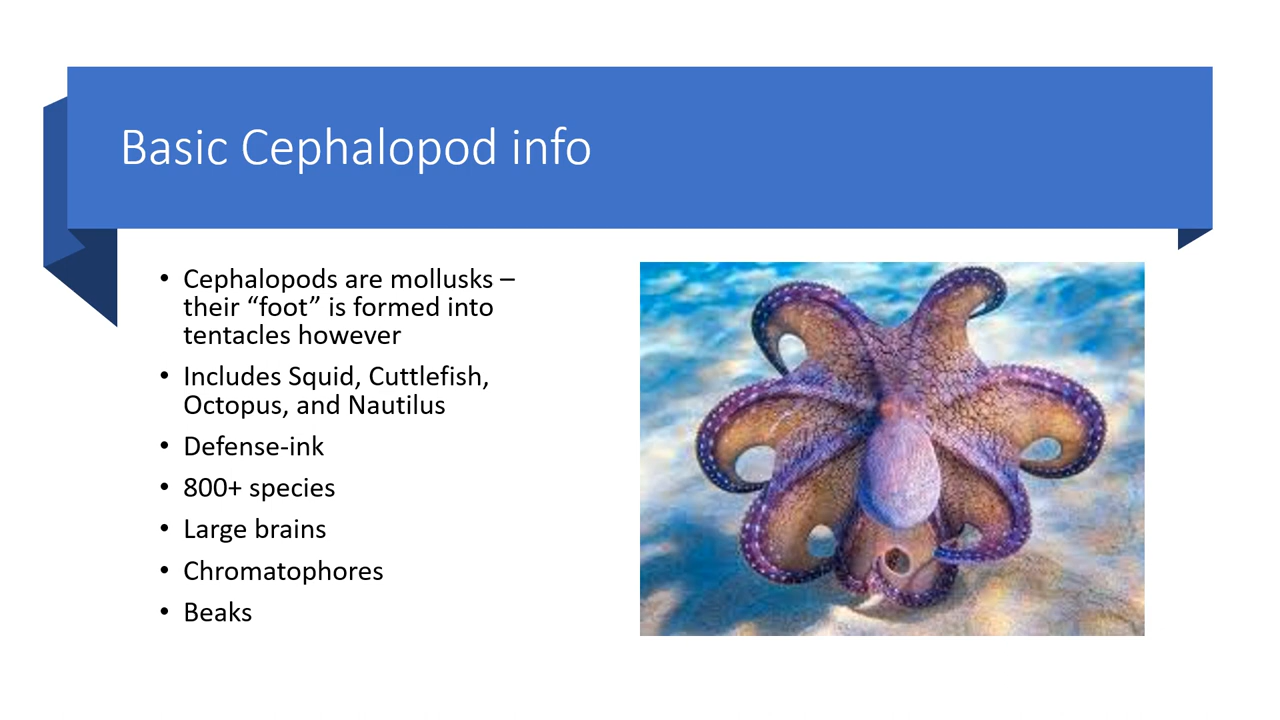 Basic Cephalopod info
• Cephalopods are mollusks –
their “foot” is formed into
tentacles however
• Includes Squid, Cuttlefish,
Octopus, and Nautilus
• Defense-ink
• 800+ species
• Large brains
• Chromatophores
• Beaks